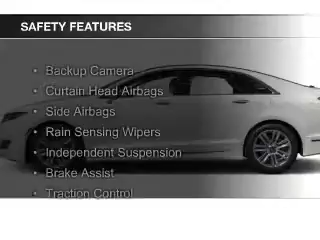 SAFETY FEATURES
• Backup Camera
• Curtain Head Airbags
• Side Airbags
• Rain Sensing Wipers
• Independent Suspension
• Brake Assist
• Traction Control